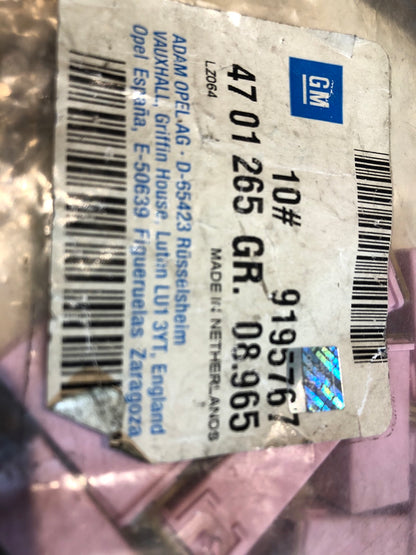 GM
10# 9195767
47 01 265 GR. 08.965
LZ064 MADE IN NETHERLANDS
ADAM OPEL AG · D-65423 Rüsselsheim
VAUXHALL, Griffin House, Luton LU1 3YT, England
Opel España, E-50639 Figueruelas Zaragoza